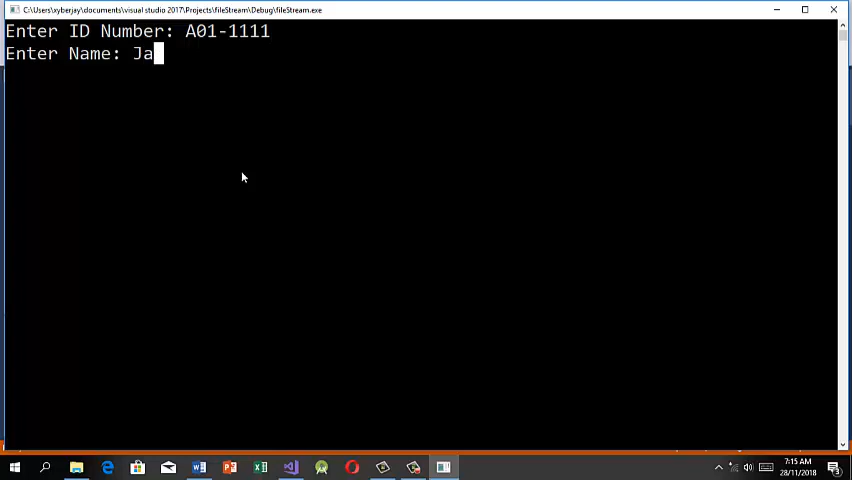 C:\Users\xyberjay\documents\visual studio 2017\Projects\fileStream\Debug\fileStream.exe
Enter ID Number: A01-1111
Enter Name: Ja
7:15 AM
28/11/2018
3